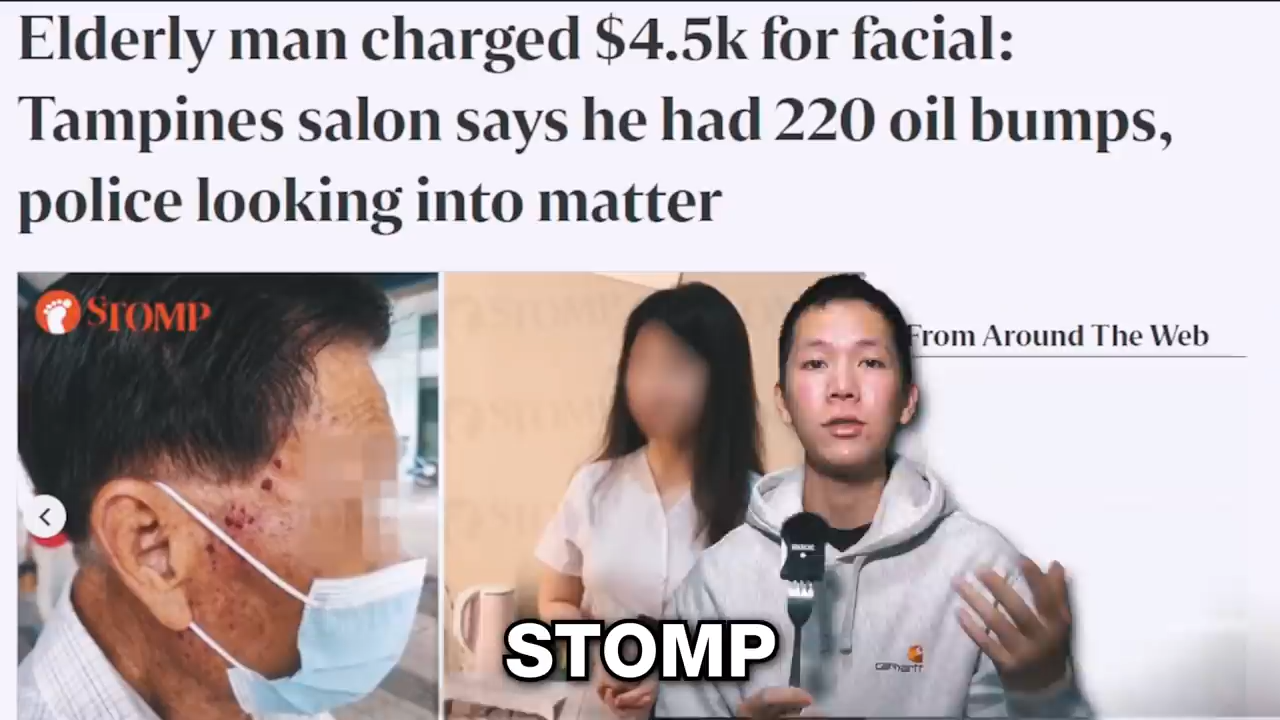 Elderly man charged $4.5k for facial:
Tampines salon says he had 220 oil bumps,
police looking into matter
STOMP
From Around The Web
STOMP
carhartt